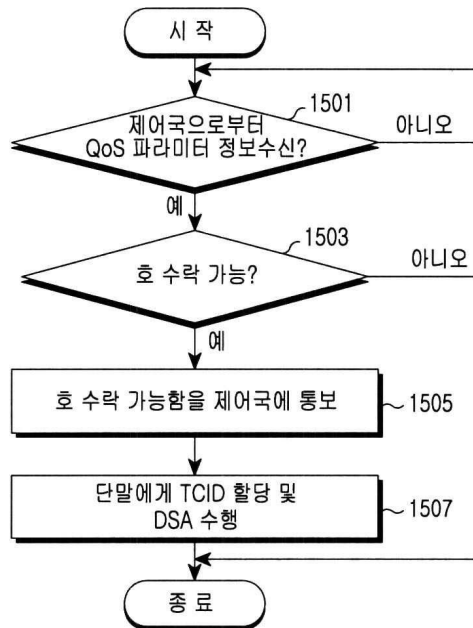 시 작
제어국으로부터
QoS 파라미터 정보수신?
1501
아니오
예
호 수락 가능?
1503
아니오
예
호 수락 가능함을 제어국에 통보
1505
단말에게 TCID 할당 및
DSA 수행
1507
종 료